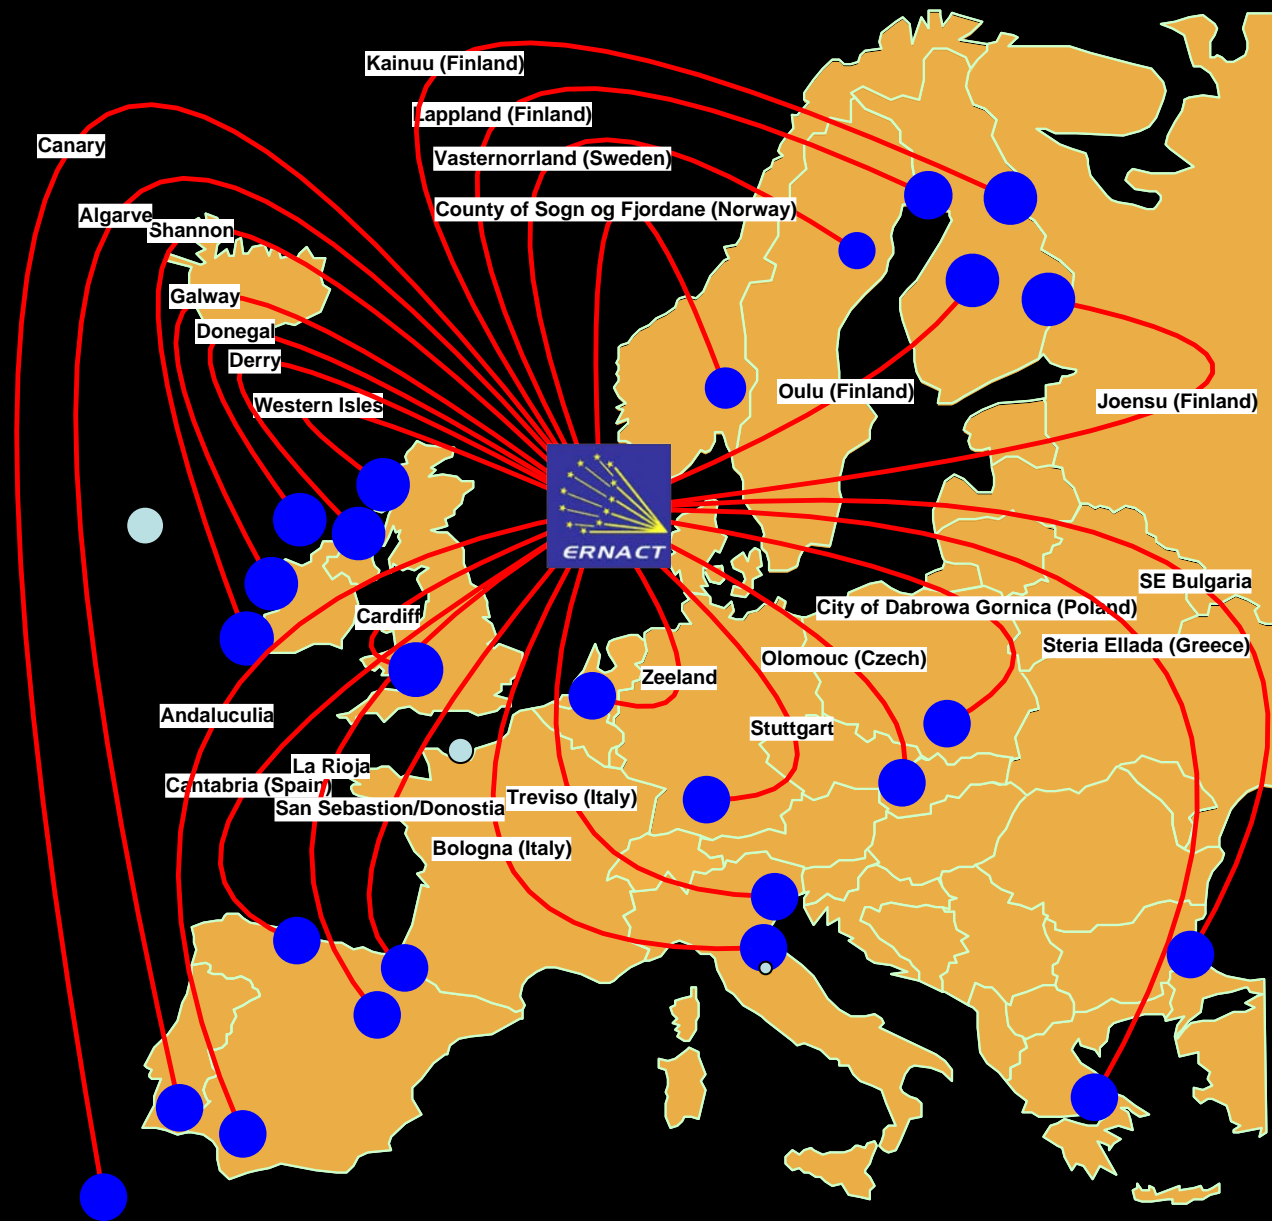 Kainuu (Finland)
Lappland (Finland)
Canary
Vasternorrland (Sweden)
Algarve
County of Sogn og Fjordane (Norway)
Shannon
Galway
Donegal
Derry
Oulu (Finland)
Joensu (Finland)
Western Isles
ERNACT
SE Bulgaria
City of Dabrowa Gornica (Poland)
Cardiff
Steria Ellada (Greece)
Olomouc (Czech)
Zeeland
Andaluculia
Stuttgart
La Rioja
Cantabria (Spain)
Treviso (Italy)
San Sebastion/Donostia
Bologna (Italy)